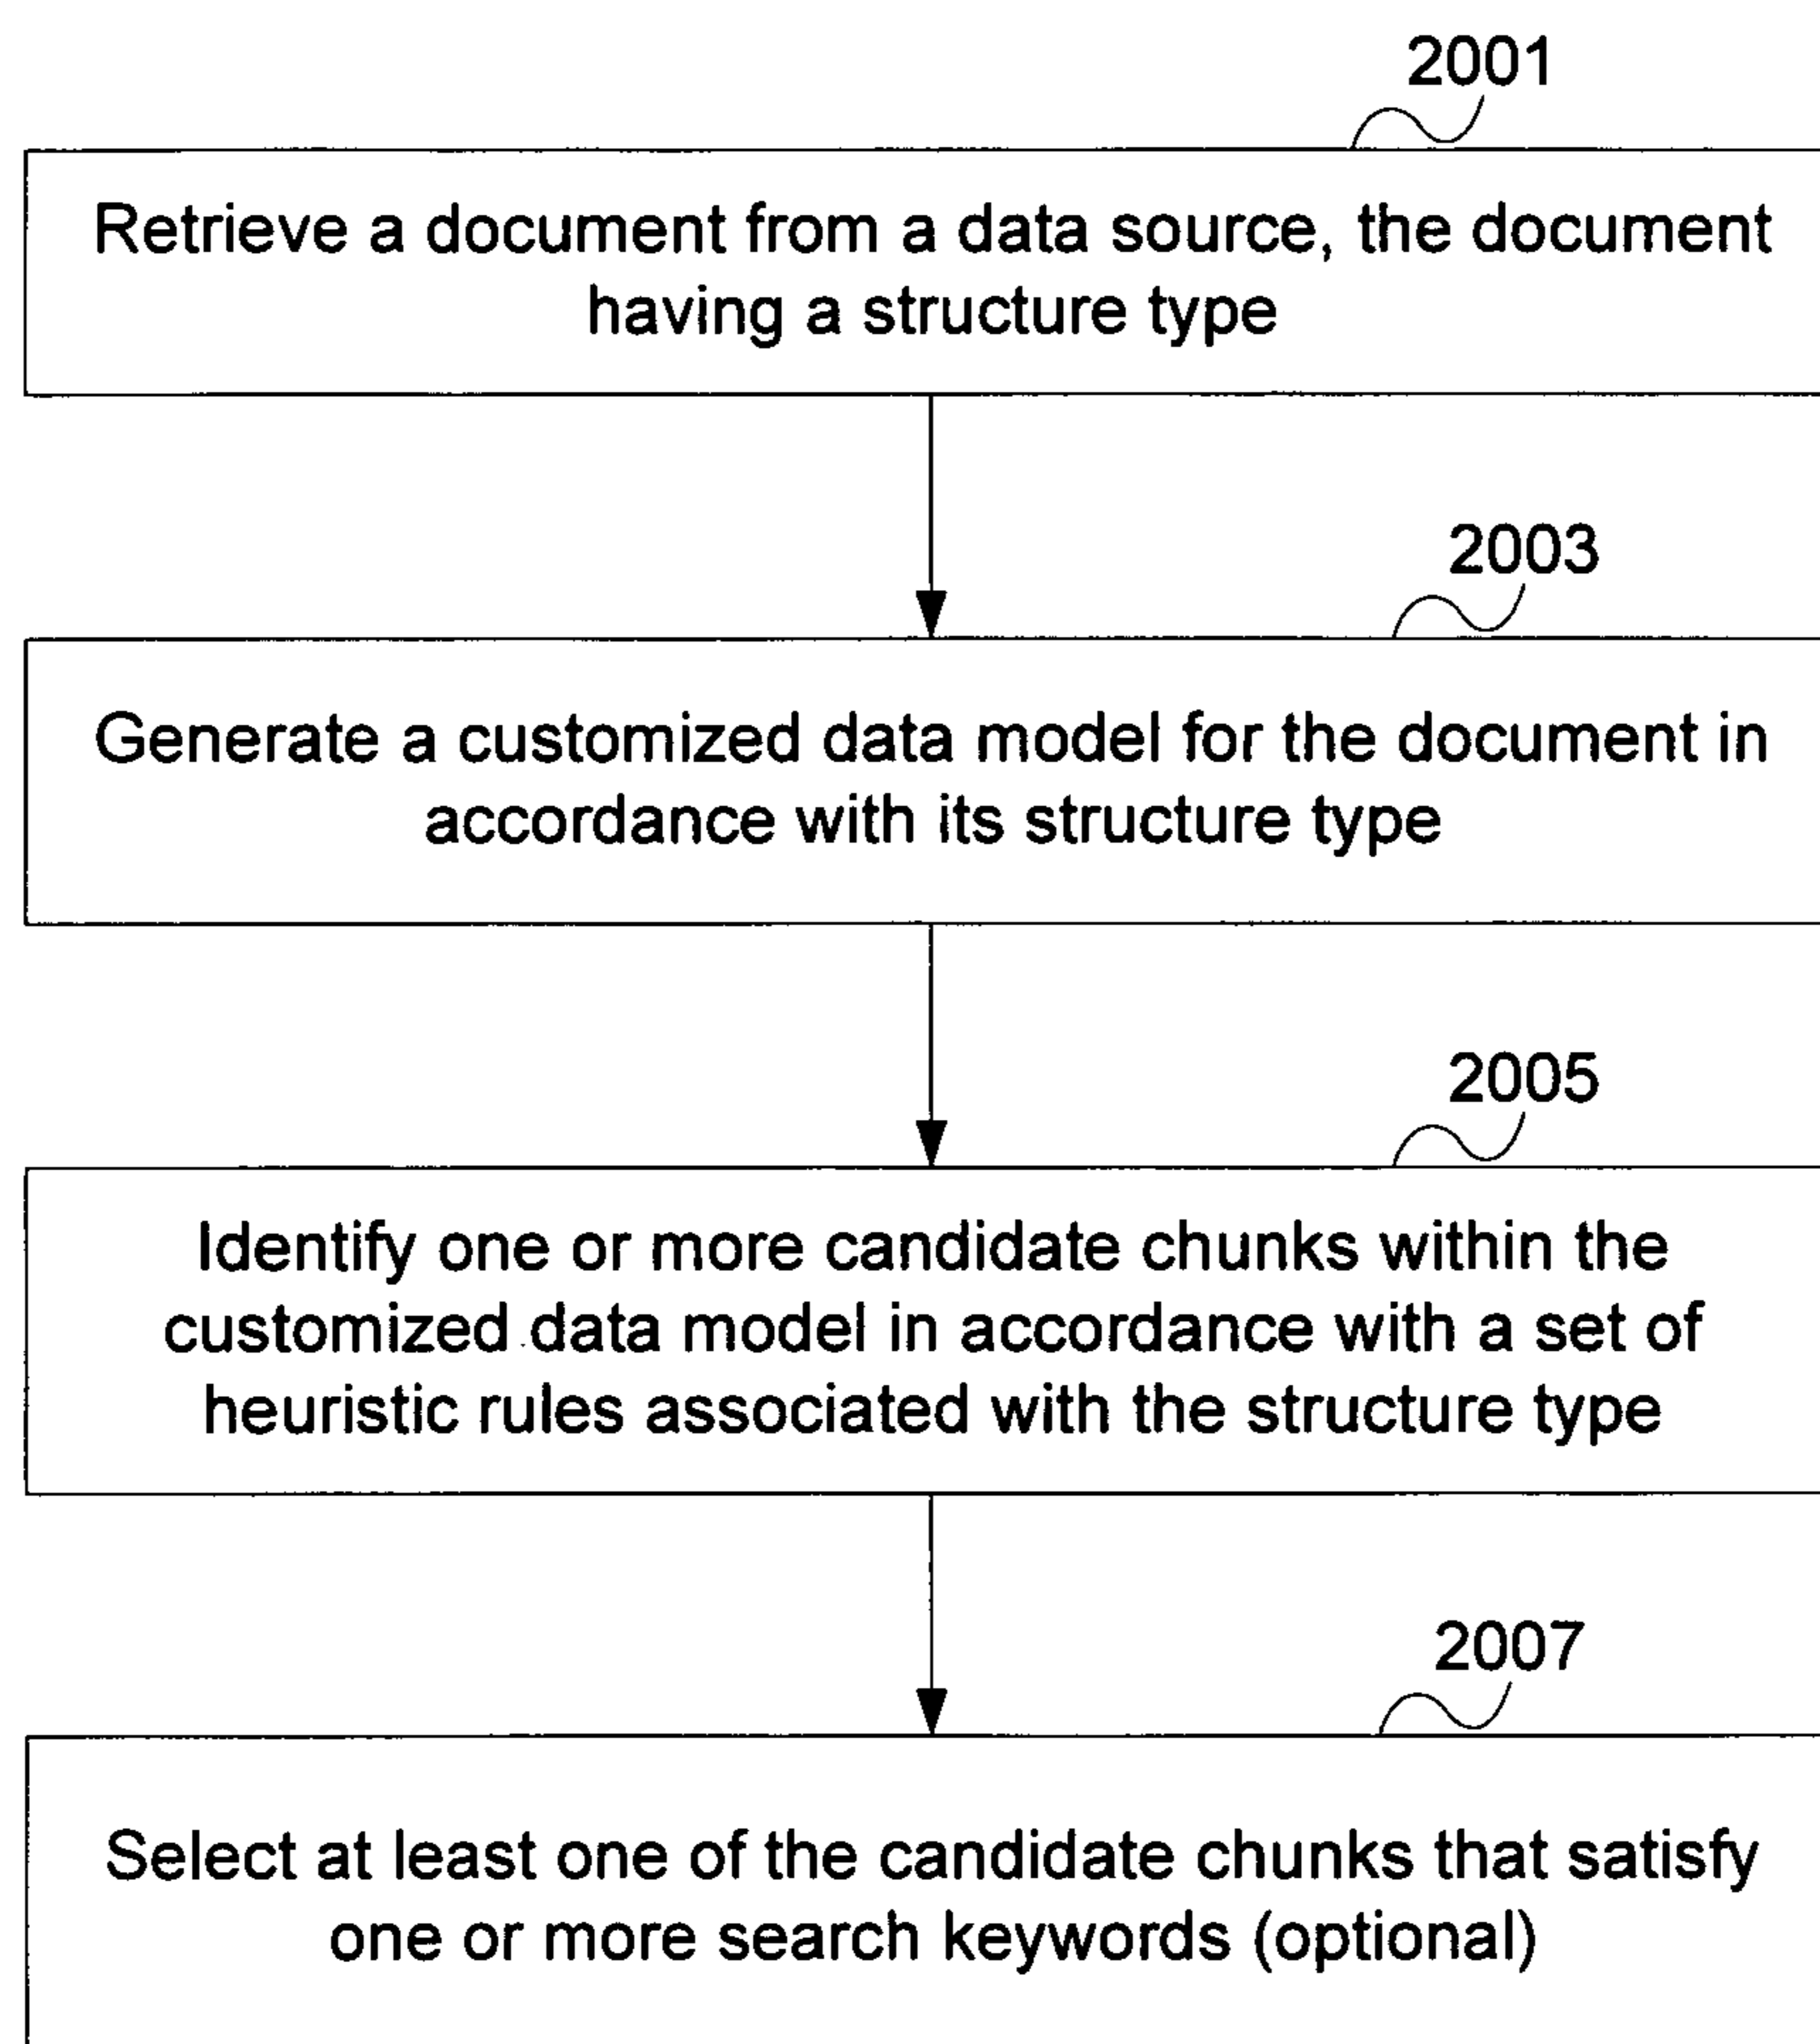 2001
Retrieve a document from a data source, the document
having a structure type
2003
Generate a customized data model for the document in
accordance with its structure type
2005
Identify one or more candidate chunks within the
customized data model in accordance with a set of
heuristic rules associated with the structure type
2007
Select at least one of the candidate chunks that satisfy
one or more search keywords (optional)